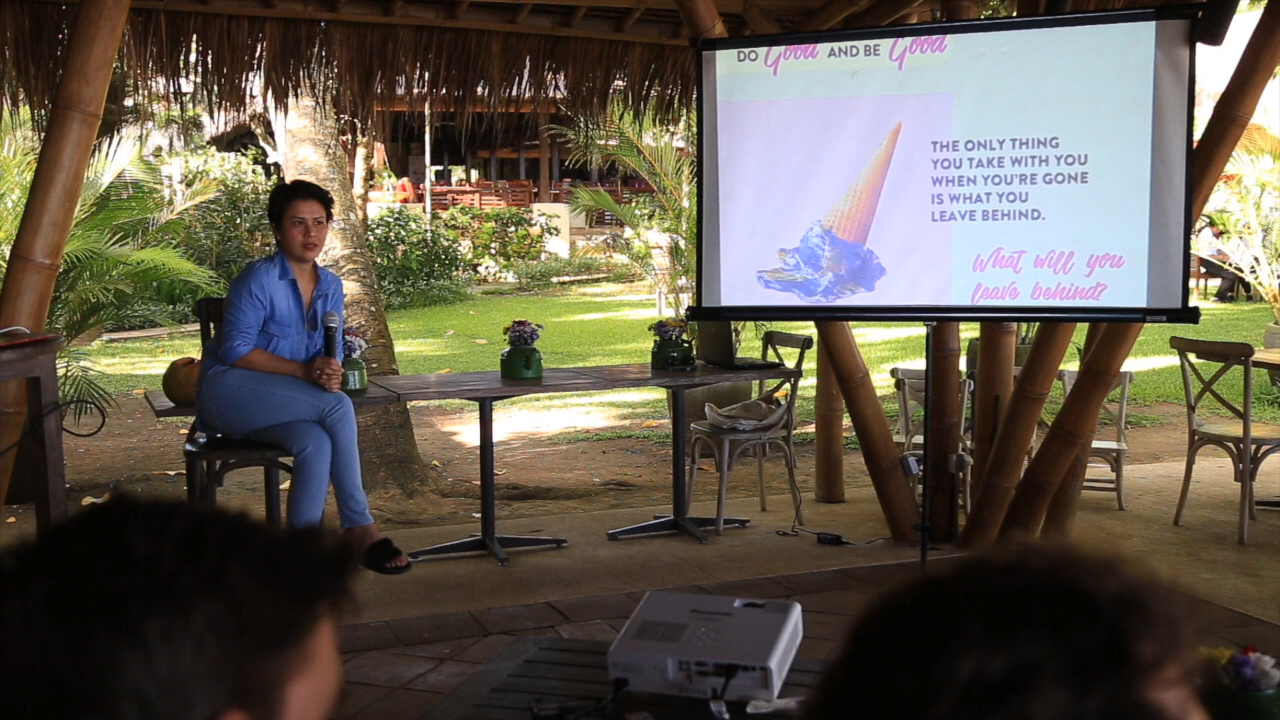 DO Good AND BE Good
THE ONLY THING
YOU TAKE WITH YOU
WHEN YOU'RE GONE
IS WHAT YOU
LEAVE BEHIND.
What will you
leave behind?